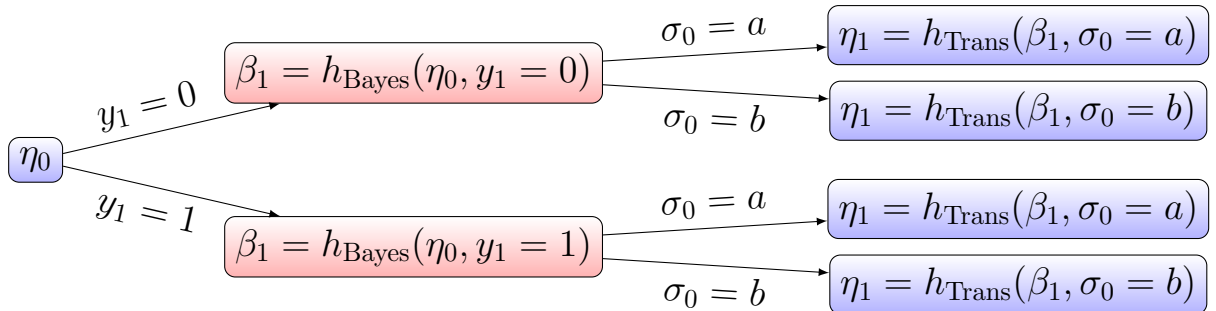 η₀
y₁ = 0
β₁ = h_Bayes(η₀, y₁ = 0)
σ₀ = a
η₁ = h_Trans(β₁, σ₀ = a)
σ₀ = b
η₁ = h_Trans(β₁, σ₀ = b)
y₁ = 1
β₁ = h_Bayes(η₀, y₁ = 1)
σ₀ = a
η₁ = h_Trans(β₁, σ₀ = a)
σ₀ = b
η₁ = h_Trans(β₁, σ₀ = b)